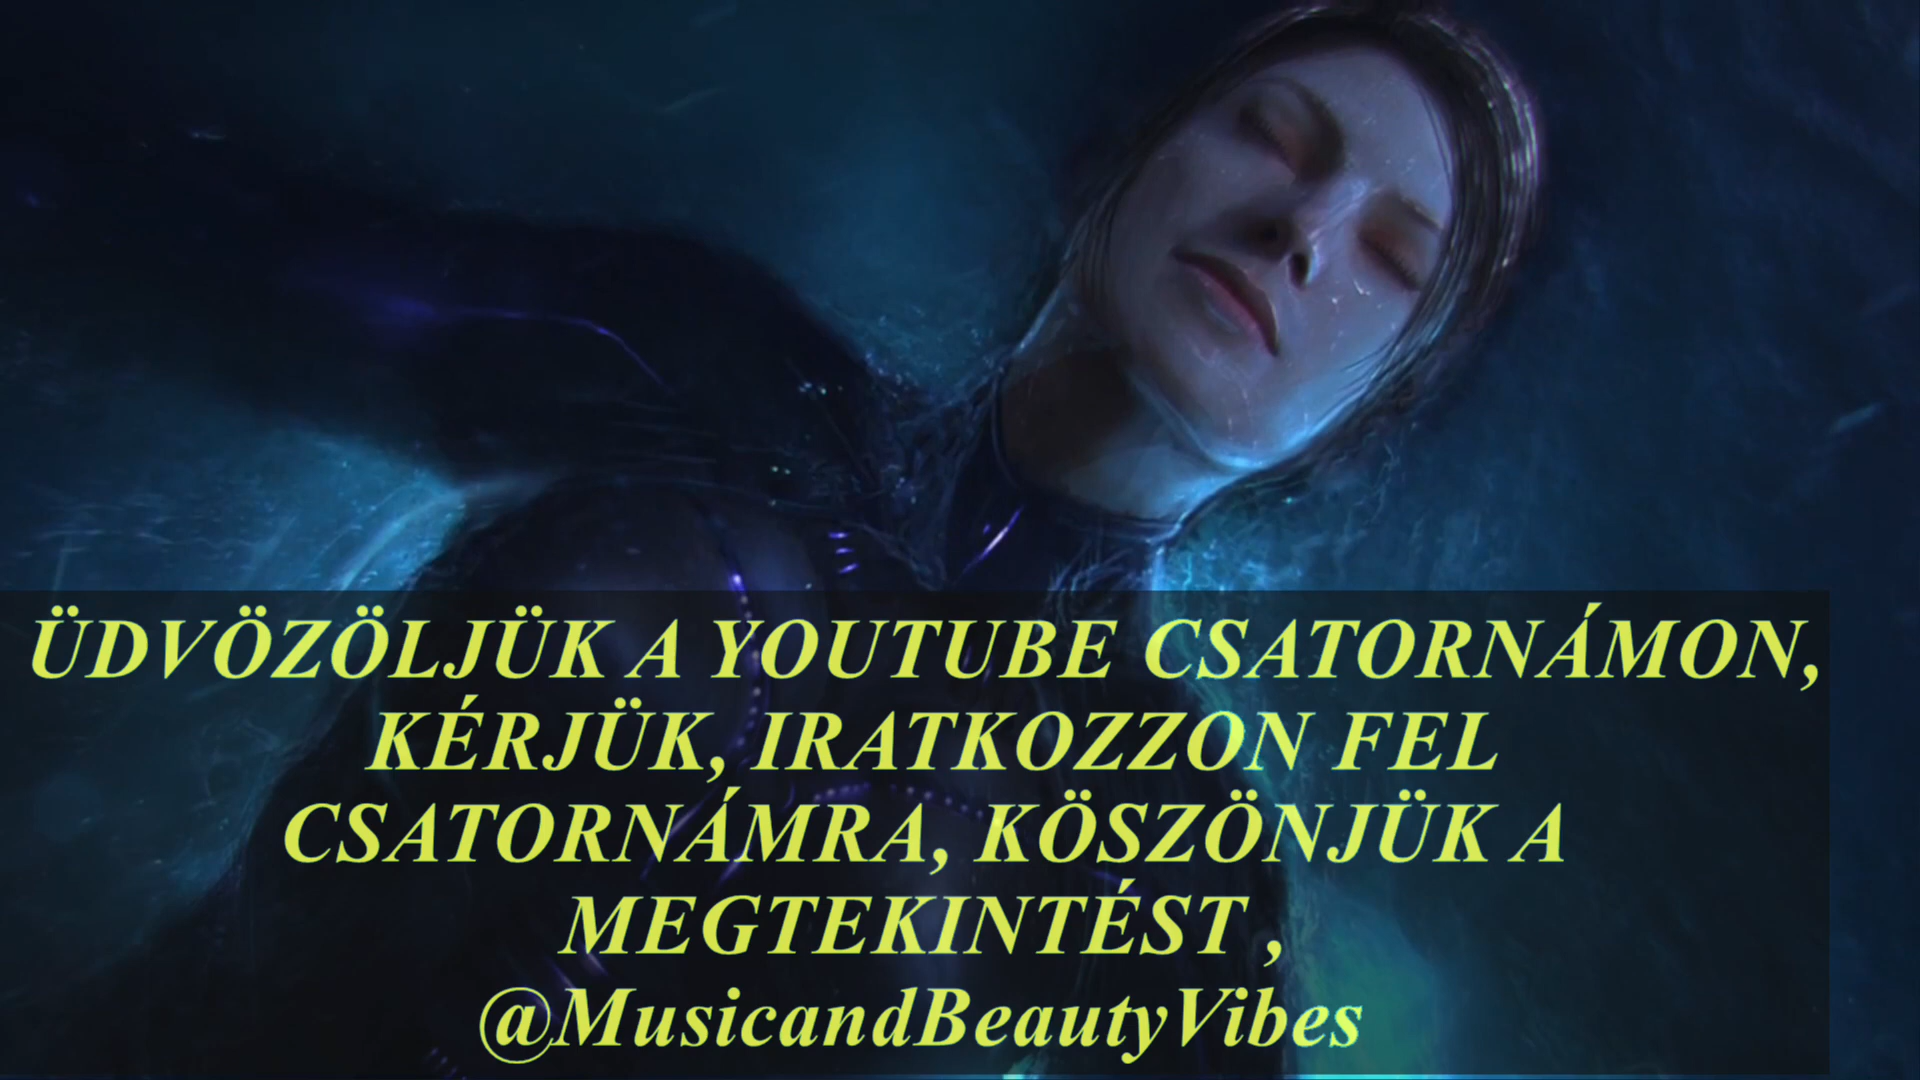 ÜDVÖZÖLJÜK A YOUTUBE CSATORNÁMON,
KÉRJÜK, IRATKOZZON FEL
CSATORNÁMRA, KÖSZÖNJÜK A
MEGTEKINTÉST ,
@MusicandBeautyVibes